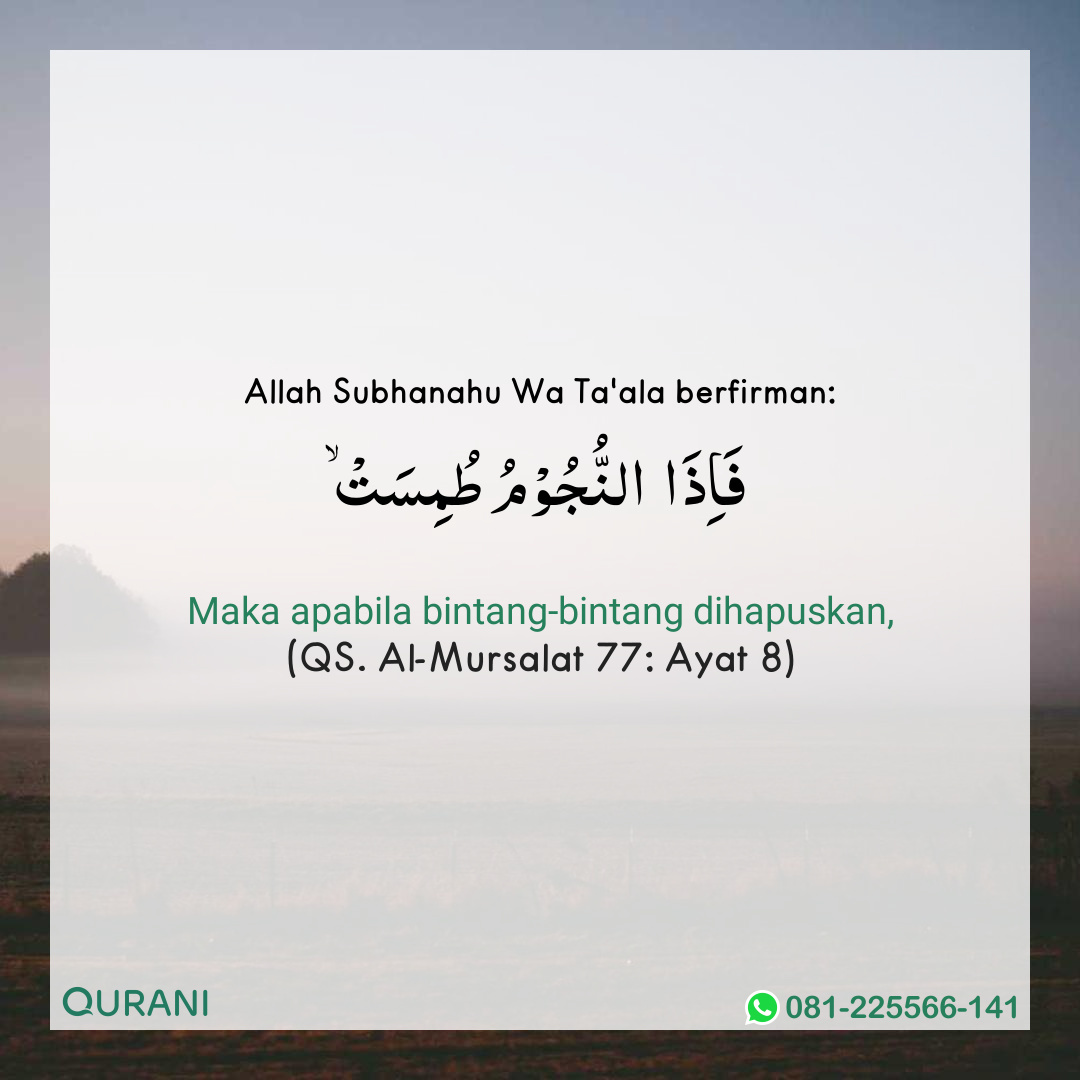 Allah Subhanahu Wa Ta'ala berfirman:
فَاِذَا النُّجُوْمُ طُمِسَتْۙ
Maka apabila bintang-bintang dihapuskan,
(QS. Al-Mursalat 77: Ayat 8)
QURANI
081-225566-141